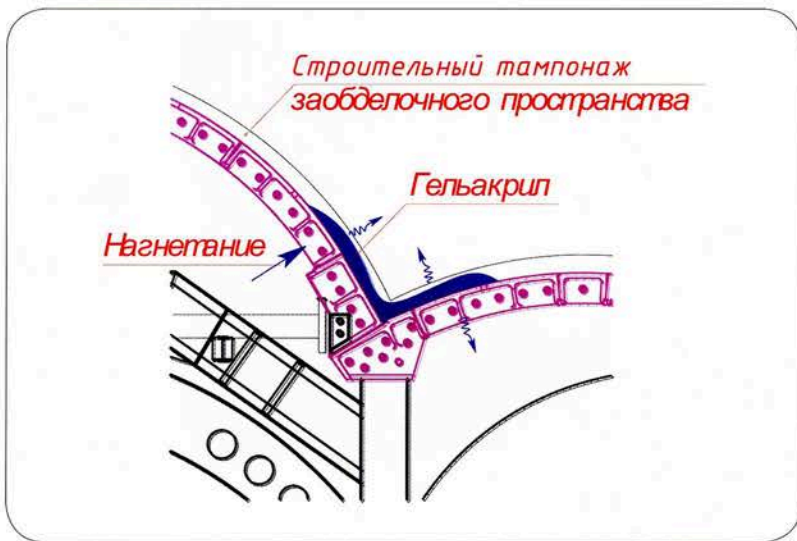 Строительный тампонаж
заобделочного пространства
Гельакрил
Нагнетание